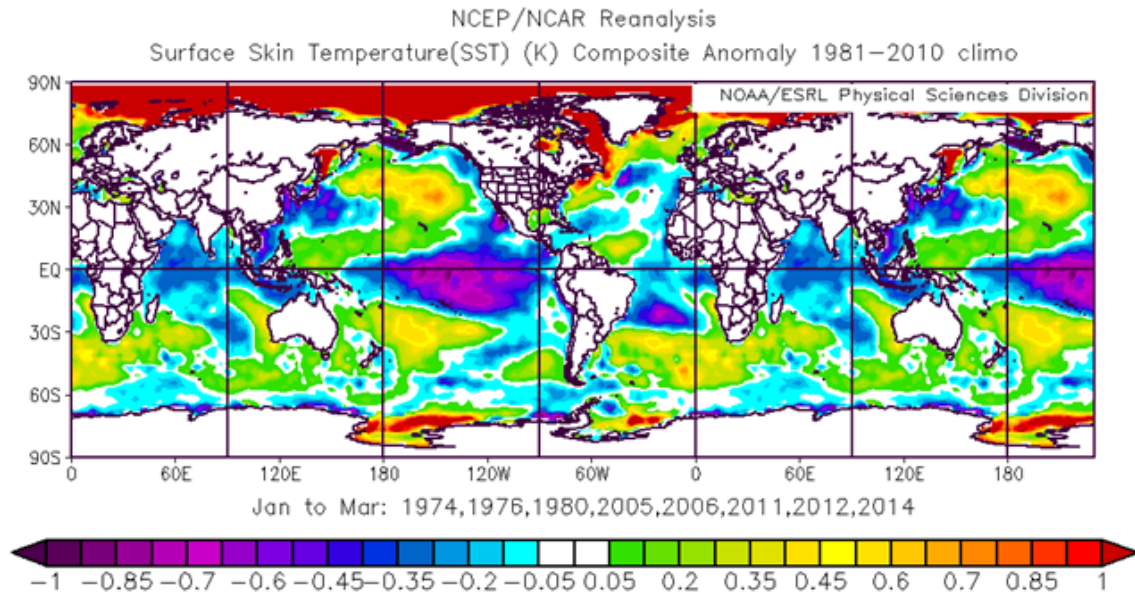 NCEP/NCAR Reanalysis
Surface Skin Temperature(SST) (K) Composite Anomaly 1981-2010 climo
NOAA/ESRL Physical Sciences Division
90N
60N
30N
EQ
30S
60S
90S
0 60E 120E 180 120W 60W 0 60E 120E 180
Jan to Mar: 1974,1976,1980,2005,2006,2011,2012,2014
-1 -0.85 -0.7 -0.6 -0.45 -0.35 -0.2 -0.05 0.05 0.2 0.35 0.45 0.6 0.7 0.85 1